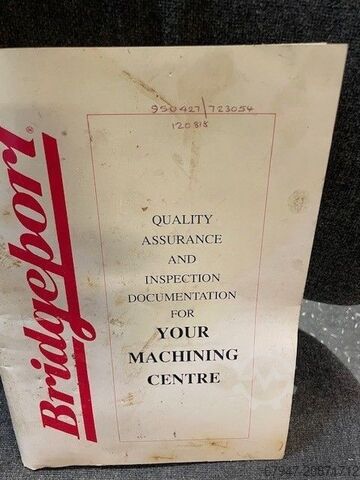 Bridgeport®
950427/723054
120818
QUALITY
ASSURANCE
AND
INSPECTION
DOCUMENTATION
FOR
YOUR
MACHINING
CENTRE